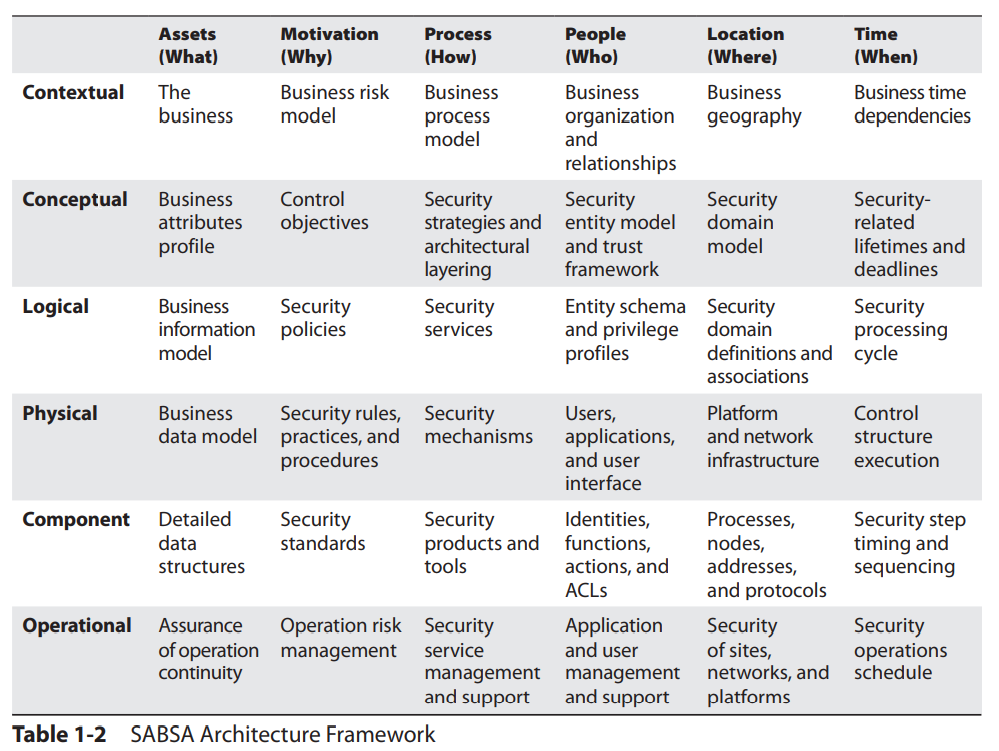 Assets Motivation Process People Location Time
(What) (Why) (How) (Who) (Where) (When)
Contextual The Business risk Business Business Business Business time
business model process organization geography dependencies
model and
relationships
Conceptual Business Control Security Security Security Security-
attributes objectives strategies and entity model domain related
profile architectural and trust model lifetimes and
layering framework deadlines
Logical Business Security Security Entity schema Security Security
information policies services and privilege domain processing
model profiles definitions and cycle
associations
Physical Business Security rules, Security Users, Platform Control
data model practices, and mechanisms applications, and network structure
procedures and user infrastructure execution
interface
Component Detailed Security Security Identities, Processes, Security step
data standards products and functions, nodes, timing and
structures tools actions, and addresses, sequencing
ACLs and protocols
Operational Assurance Operation risk Security Application Security Security
of operation management service and user of sites, operations
continuity management management networks, and schedule
and support and support platforms
Table 1-2 SABSA Architecture Framework